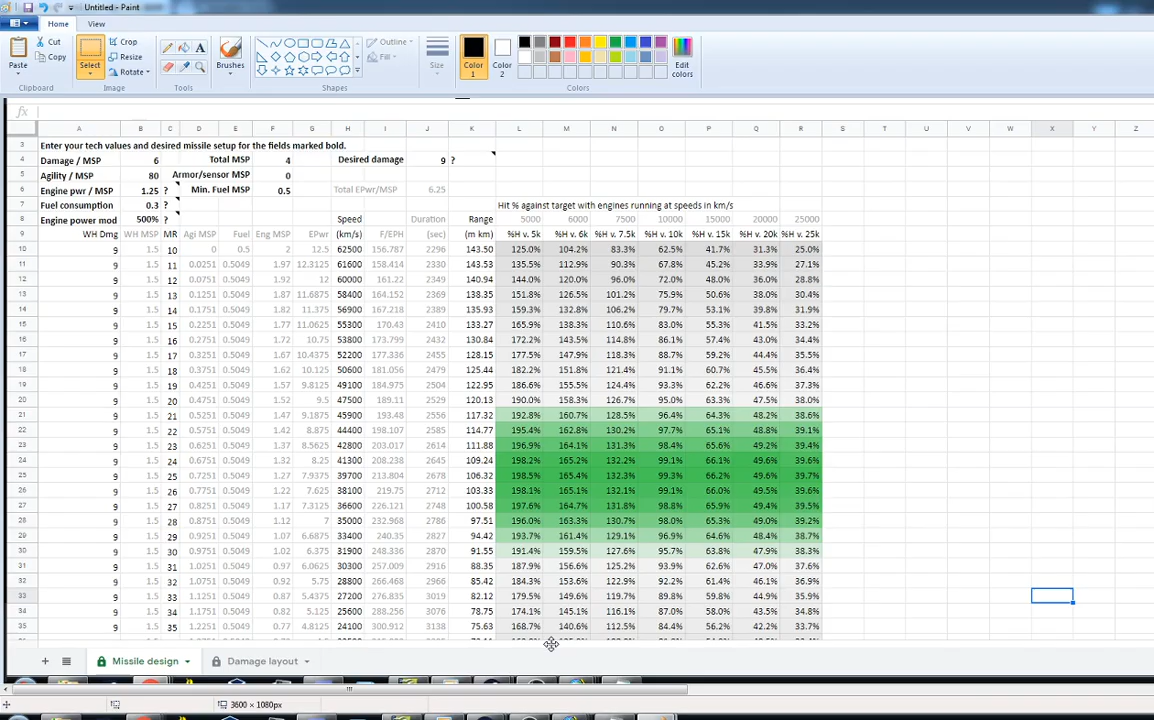 Untitled - Paint
Home View
Paste
Cut
Copy
Clipboard
Select
Crop
Resize
Rotate
Image
Tools
Brushes
Shapes
Outline
Fill
Size
Color 1
Color 2
Edit colors
Colors
fx
A B C D E F G H I J K L M N O P Q R S T U V W X Y Z
3 Enter your tech values and desired missile setup for the fields marked bold.
4 Damage / MSP 6 Total MSP 4 Desired damage 9 ?
5 Agility / MSP 80 Armor/sensor MSP 0
6 Engine pwr / MSP 1.25 ? Min. Fuel MSP 0.5 Total EPwr/MSP 6.25
7 Fuel consumption 0.3 ? Hit % against target with engines running at speeds in km/s
8 Engine power mod 500% ? Speed Duration Range 5000 6000 7500 10000 15000 20000 25000
9 WH Dmg WH MSP MR Agi MSP Fuel Eng MSP EPwr (km/s) F/EPH (sec) (m km) %H v. 5k %H v. 6k %H v. 7.5k %H v. 10k %H v. 15k %H v. 20k %H v. 25k
10 9 1.5 10 0 0.5 2 12.5 62500 156.787 2296 143.50 125.0% 104.2% 83.3% 62.5% 41.7% 31.3% 25.0%
11 9 1.5 11 0.0251 0.5049 1.97 12.3125 61600 158.414 2330 143.53 135.5% 112.9% 90.3% 67.8% 45.2% 33.9% 27.1%
12 9 1.5 12 0.0751 0.5049 1.92 12 60000 161.22 2349 140.94 144.0% 120.0% 96.0% 72.0% 48.0% 36.0% 28.8%
13 9 1.5 13 0.1251 0.5049 1.87 11.6875 58400 164.152 2369 138.35 151.8% 126.5% 101.2% 75.9% 50.6% 38.0% 30.4%
14 9 1.5 14 0.1751 0.5049 1.82 11.375 56900 167.218 2389 135.93 159.3% 132.8% 106.2% 79.7% 53.1% 39.8% 31.9%
15 9 1.5 15 0.2251 0.5049 1.77 11.0625 55300 170.43 2410 133.27 165.9% 138.3% 110.6% 83.0% 55.3% 41.5% 33.2%
16 9 1.5 16 0.2751 0.5049 1.72 10.75 53800 173.799 2432 130.84 172.2% 143.5% 114.8% 86.1% 57.4% 43.0% 34.4%
17 9 1.5 17 0.3251 0.5049 1.67 10.4375 52200 177.336 2455 128.15 177.5% 147.9% 118.3% 88.7% 59.2% 44.4% 35.5%
18 9 1.5 18 0.3751 0.5049 1.62 10.125 50600 181.056 2479 125.44 182.2% 151.8% 121.4% 91.1% 60.7% 45.5% 36.4%
19 9 1.5 19 0.4251 0.5049 1.57 9.8125 49100 184.975 2504 122.95 186.6% 155.5% 124.4% 93.3% 62.2% 46.6% 37.3%
20 9 1.5 20 0.4751 0.5049 1.52 9.5 47500 189.11 2529 120.13 190.0% 158.3% 126.7% 95.0% 63.3% 47.5% 38.0%
21 9 1.5 21 0.5251 0.5049 1.47 9.1875 45900 193.48 2556 117.32 192.8% 160.7% 128.5% 96.4% 64.3% 48.2% 38.6%
22 9 1.5 22 0.5751 0.5049 1.42 8.875 44400 198.107 2585 114.77 195.4% 162.8% 130.2% 97.7% 65.1% 48.8% 39.1%
23 9 1.5 23 0.6251 0.5049 1.37 8.5625 42800 203.017 2614 111.88 196.9% 164.1% 131.3% 98.4% 65.6% 49.2% 39.4%
24 9 1.5 24 0.6751 0.5049 1.32 8.25 41300 208.238 2645 109.24 198.2% 165.2% 132.2% 99.1% 66.1% 49.6% 39.6%
25 9 1.5 25 0.7251 0.5049 1.27 7.9375 39700 213.804 2678 106.32 198.5% 165.4% 132.3% 99.3% 66.2% 49.6% 39.7%
26 9 1.5 26 0.7751 0.5049 1.22 7.625 38100 219.75 2712 103.33 198.1% 165.1% 132.1% 99.1% 66.0% 49.5% 39.6%
27 9 1.5 27 0.8251 0.5049 1.17 7.3125 36600 226.121 2748 100.58 197.6% 164.7% 131.8% 98.8% 65.9% 49.4% 39.5%
28 9 1.5 28 0.8751 0.5049 1.12 7 35000 232.968 2786 97.51 196.0% 163.3% 130.7% 98.0% 65.3% 49.0% 39.2%
29 9 1.5 29 0.9251 0.5049 1.07 6.6875 33400 240.35 2827 94.42 193.7% 161.4% 129.1% 96.9% 64.6% 48.4% 38.7%
30 9 1.5 30 0.9751 0.5049 1.02 6.375 31900 248.336 2870 91.55 191.4% 159.5% 127.6% 95.7% 63.8% 47.9% 38.3%
31 9 1.5 31 1.0251 0.5049 0.97 6.0625 30300 257.009 2916 88.35 187.9% 156.6% 125.2% 93.9% 62.6% 47.0% 37.6%
32 9 1.5 32 1.0751 0.5049 0.92 5.75 28800 266.468 2966 85.42 184.3% 153.6% 122.9% 92.2% 61.4% 46.1% 36.9%
33 9 1.5 33 1.1251 0.5049 0.87 5.4375 27200 276.835 3019 82.12 179.5% 149.6% 119.7% 89.8% 59.8% 44.9% 35.9%
34 9 1.5 34 1.1751 0.5049 0.82 5.125 25600 288.256 3076 78.75 174.1% 145.1% 116.1% 87.0% 58.0% 43.5% 34.8%
35 9 1.5 35 1.2251 0.5049 0.77 4.8125 24100 300.912 3138 75.63 168.7% 140.6% 112.5% 84.4% 56.2% 42.2% 33.7%
Missile design Damage layout
3600 × 1080px